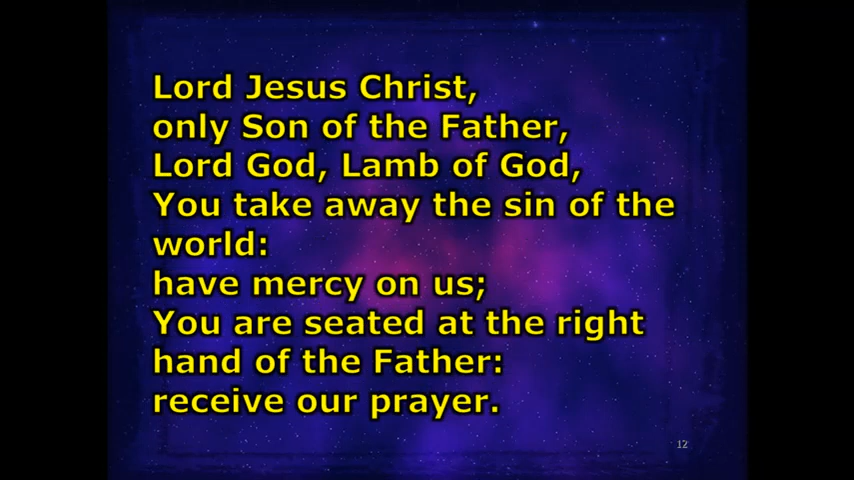 Lord Jesus Christ,
only Son of the Father,
Lord God, Lamb of God,
You take away the sin of the
world:
have mercy on us;
You are seated at the right
hand of the Father:
receive our prayer.
12